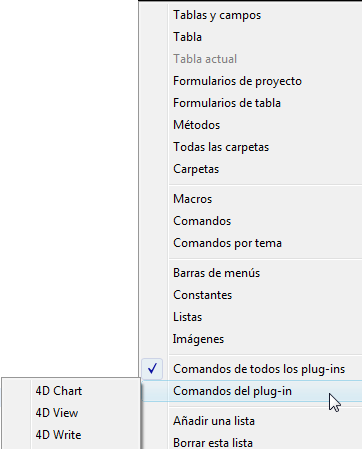 Tablas y campos
Tabla
Tabla actual
Formularios de proyecto
Formularios de tabla
Métodos
Todas las carpetas
Carpetas
Macros
Comandos
Comandos por tema
Barras de menús
Constantes
Listas
Imágenes
Comandos de todos los plug-ins
Comandos del plug-in
4D Chart
4D View
4D Write
Añadir una lista
Borrar esta lista